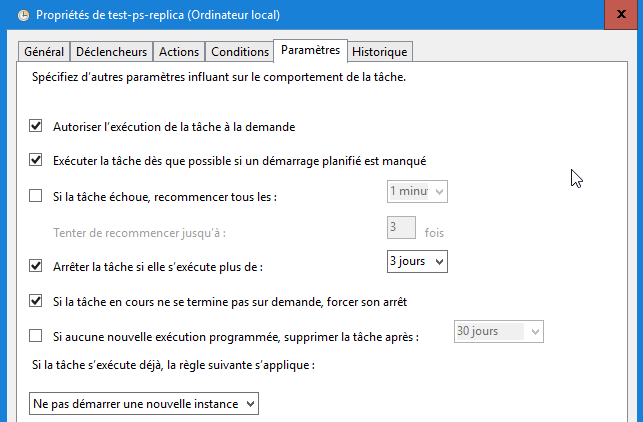 Propriétés de test-ps-replica (Ordinateur local)
x
Général Déclencheurs Actions Conditions Paramètres Historique
Spécifiez d'autres paramètres influant sur le comportement de la tâche.
Autoriser l'exécution de la tâche à la demande
Exécuter la tâche dès que possible si un démarrage planifié est manqué
Si la tâche échoue, recommencer tous les : 1 minu
Tenter de recommencer jusqu'à : 3 fois
Arrêter la tâche si elle s'exécute plus de : 3 jours
Si la tâche en cours ne se termine pas sur demande, forcer son arrêt
Si aucune nouvelle exécution programmée, supprimer la tâche après : 30 jours
Si la tâche s'exécute déjà, la règle suivante s'applique :
Ne pas démarrer une nouvelle instance